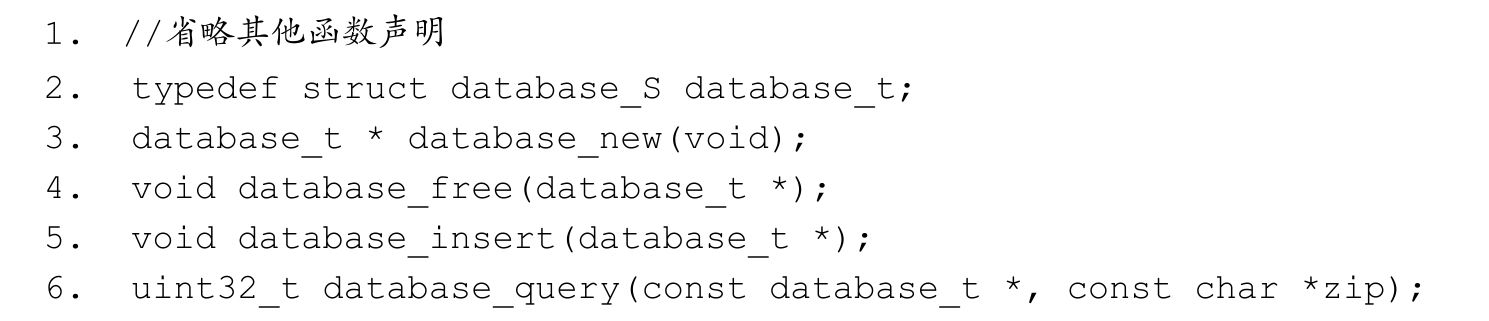 1. //省略其他函数声明
2. typedef struct database_S database_t;
3. database_t * database_new(void);
4. void database_free(database_t *);
5. void database_insert(database_t *);
6. uint32_t database_query(const database_t *, const char *zip);